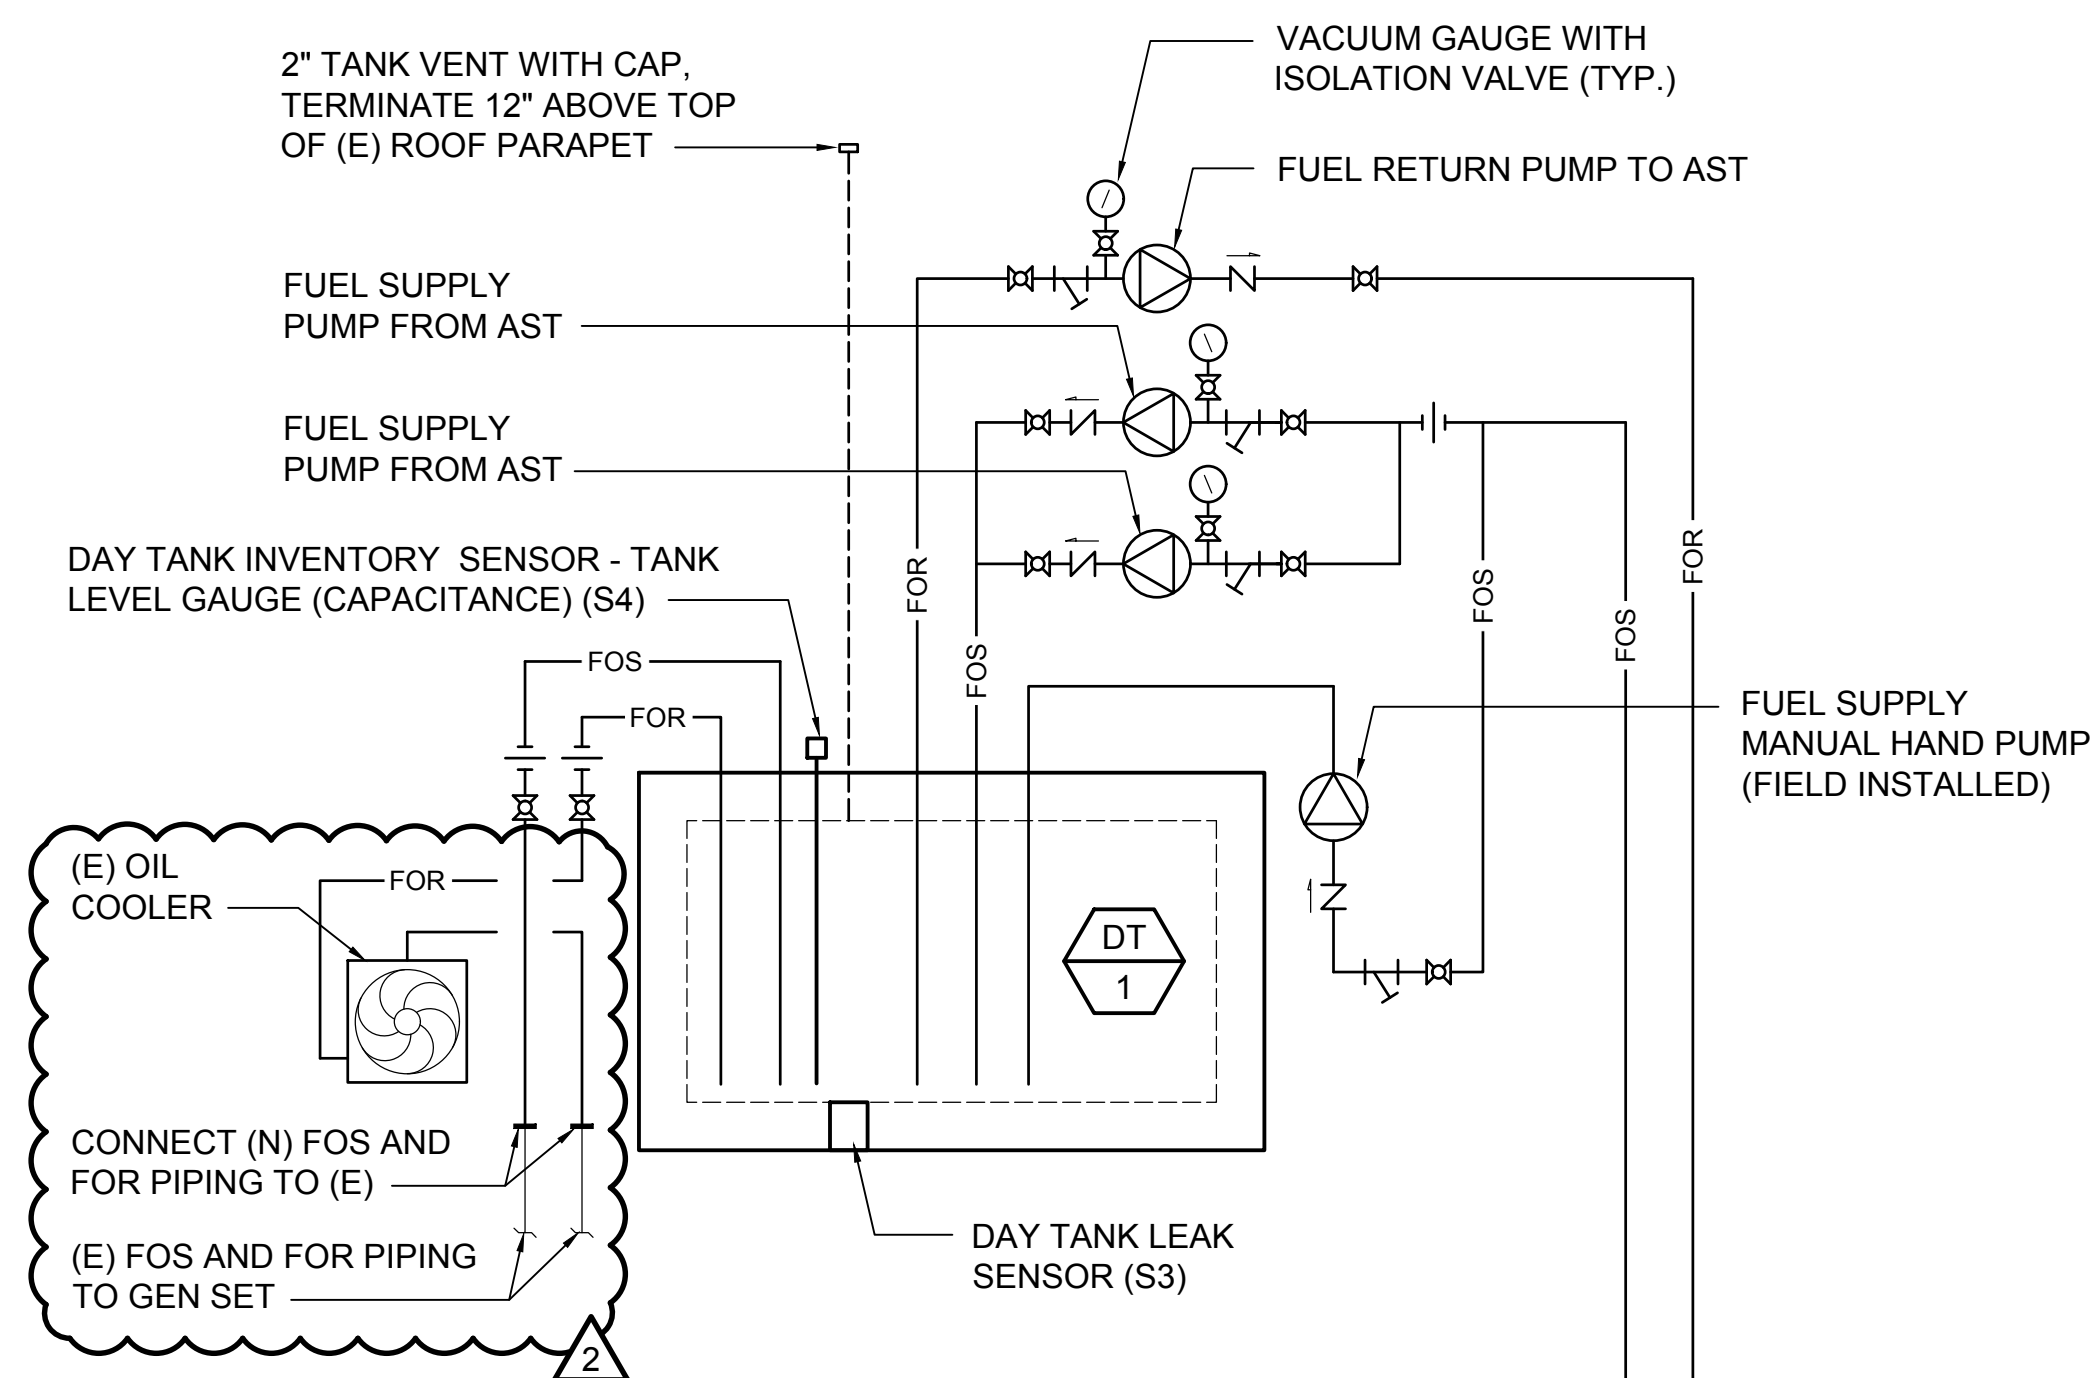 VACUUM GAUGE WITH
ISOLATION VALVE (TYP.)
2" TANK VENT WITH CAP,
TERMINATE 12" ABOVE TOP
OF (E) ROOF PARAPET
FUEL RETURN PUMP TO AST
FUEL SUPPLY
PUMP FROM AST
FUEL SUPPLY
PUMP FROM AST
DAY TANK INVENTORY SENSOR - TANK
LEVEL GAUGE (CAPACITANCE) (S4)
FOR
FOS
FOS
FOS
FOR
FOS
FOR
FUEL SUPPLY
MANUAL HAND PUMP
(FIELD INSTALLED)
(E) OIL
COOLER
FOR
DT
1
CONNECT (N) FOS AND
FOR PIPING TO (E)
(E) FOS AND FOR PIPING
TO GEN SET
DAY TANK LEAK
SENSOR (S3)
2